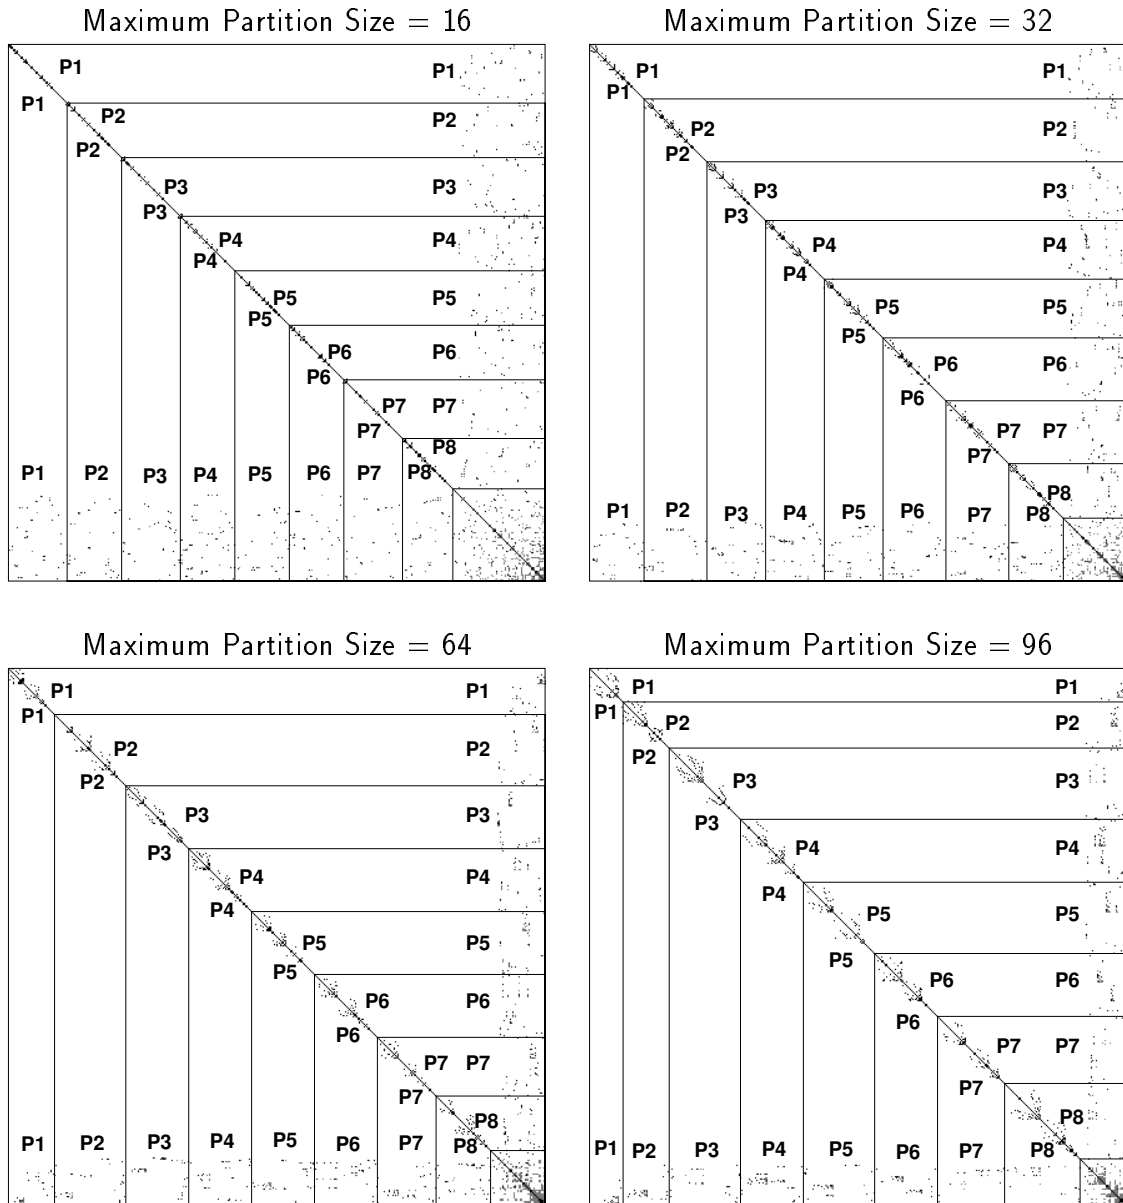 Maximum Partition Size = 16
P1 P1
P1
P2 P2
P2
P3 P3
P3
P4 P4
P4
P5 P5
P5
P6 P6
P6
P7 P7
P7
P8
P1 P2 P3 P4 P5 P6 P7 P8
Maximum Partition Size = 32
P1 P1
P1
P2 P2
P2
P3 P3
P3
P4 P4
P4
P5 P5
P5
P6 P6
P6
P7 P7
P7
P8
P1 P2 P3 P4 P5 P6 P7 P8
Maximum Partition Size = 64
P1 P1
P1
P2 P2
P2
P3 P3
P3
P4 P4
P4
P5 P5
P5
P6 P6
P6
P7 P7
P7
P8
P1 P2 P3 P4 P5 P6 P7 P8
Maximum Partition Size = 96
P1 P1
P1
P2 P2
P2
P3 P3
P3
P4 P4
P4
P5 P5
P5
P6 P6
P6
P7 P7
P7
P8
P1 P2 P3 P4 P5 P6 P7 P8